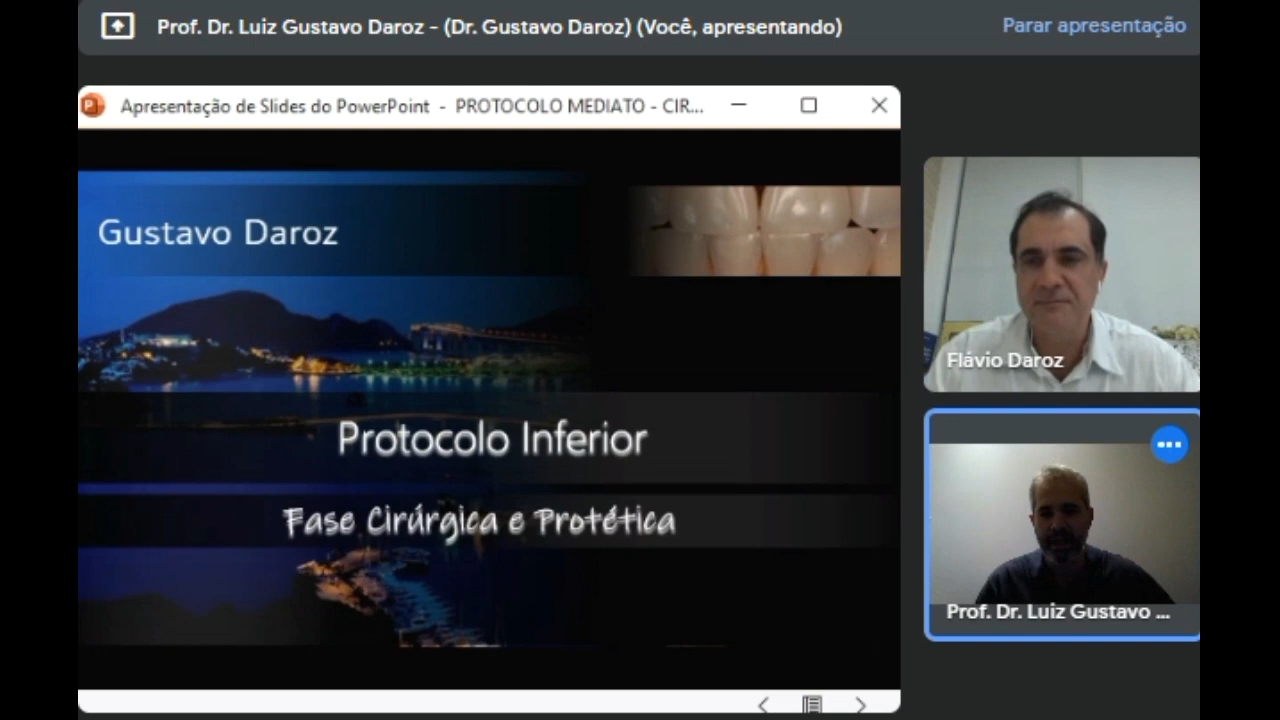 Prof. Dr. Luiz Gustavo Daroz - (Dr. Gustavo Daroz) (Você, apresentando)
Parar apresentação
Apresentação de Slides do PowerPoint - PROTOCOLO MEDIATO - CIR...
Gustavo Daroz
Protocolo Inferior
Fase Cirúrgica e Protética
Flávio Daroz
Prof. Dr. Luiz Gustavo ...